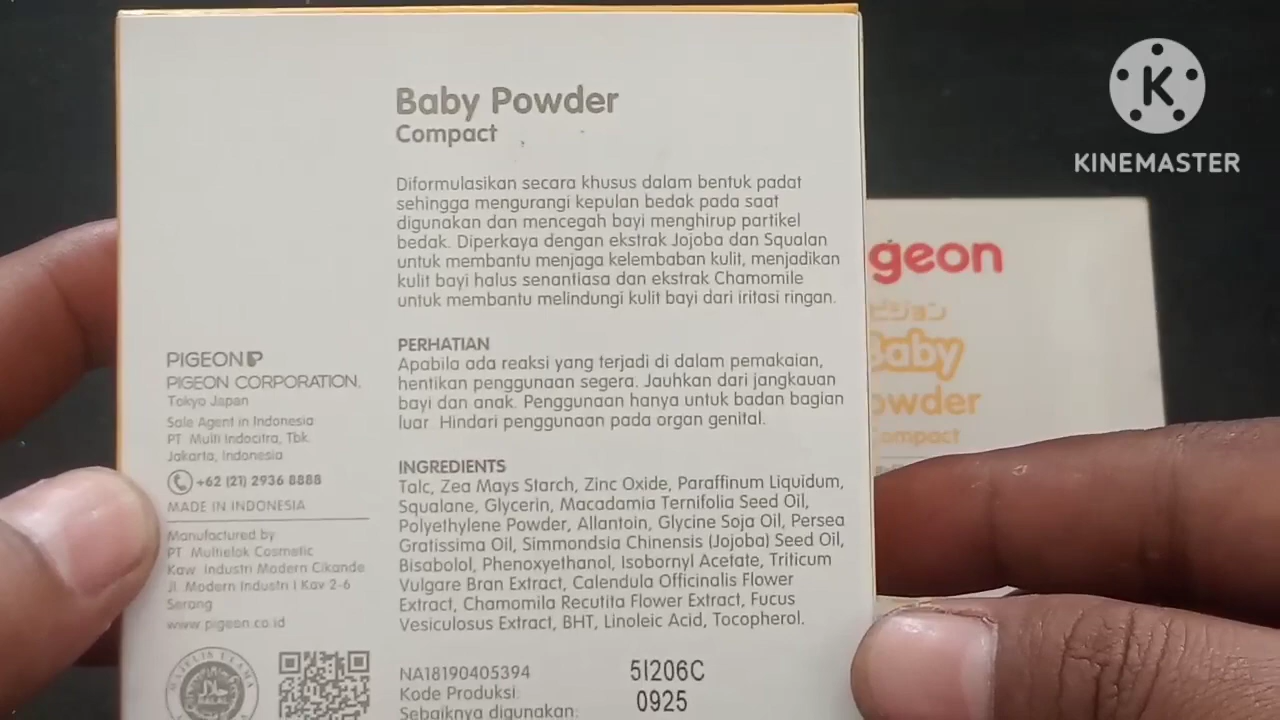 Baby Powder
Compact
Diformulasikan secara khusus dalam bentuk padat
sehingga mengurangi kepulan bedak pada saat
digunakan dan mencegah bayi menghirup partikel
bedak. Diperkaya dengan ekstrak Jojoba dan Squalan
untuk membantu menjaga kelembaban kulit, menjadikan
kulit bayi halus senantiasa dan ekstrak Chamomile
untuk membantu melindungi kulit bayi dari iritasi ringan.
PERHATIAN
Apabila ada reaksi yang terjadi di dalam pemakaian,
hentikan penggunaan segera. Jauhkan dari jangkauan
bayi dan anak. Penggunaan hanya untuk badan bagian
luar. Hindari penggunaan pada organ genital.
INGREDIENTS
Talc, Zea Mays Starch, Zinc Oxide, Paraffinum Liquidum,
Squalane, Glycerin, Macadamia Ternifolia Seed Oil,
Polyethylene Powder, Allantoin, Glycine Soja Oil, Persea
Gratissima Oil, Simmondsia Chinensis (Jojoba) Seed Oil,
Bisabolol, Phenoxyethanol, Isobornyl Acetate, Triticum
Vulgare Bran Extract, Calendula Officinalis Flower
Extract, Chamomila Recutita Flower Extract, Fucus
Vesiculosus Extract, BHT, Linoleic Acid, Tocopherol.
NA18190405394
Kode Produksi:
Sebaiknya digunakan:
5I206C
0925
PIGEON
PIGEON CORPORATION.
Tokyo Japan
Sole Agent in Indonesia
PT. Multi Indocitra, Tbk.
Jakarta, Indonesia
+62 (21) 2936 8888
MADE IN INDONESIA
Manufactured by
PT. Multielok Cosmetic
Kaw. Industri Modern Cikande
Jl. Modern Industri I Kav 2-6
Serang
www.pigeon.co.id
MAJELIS ULAMA
geon
ピジョン
Baby
owder
ompact
K
KINEMASTER